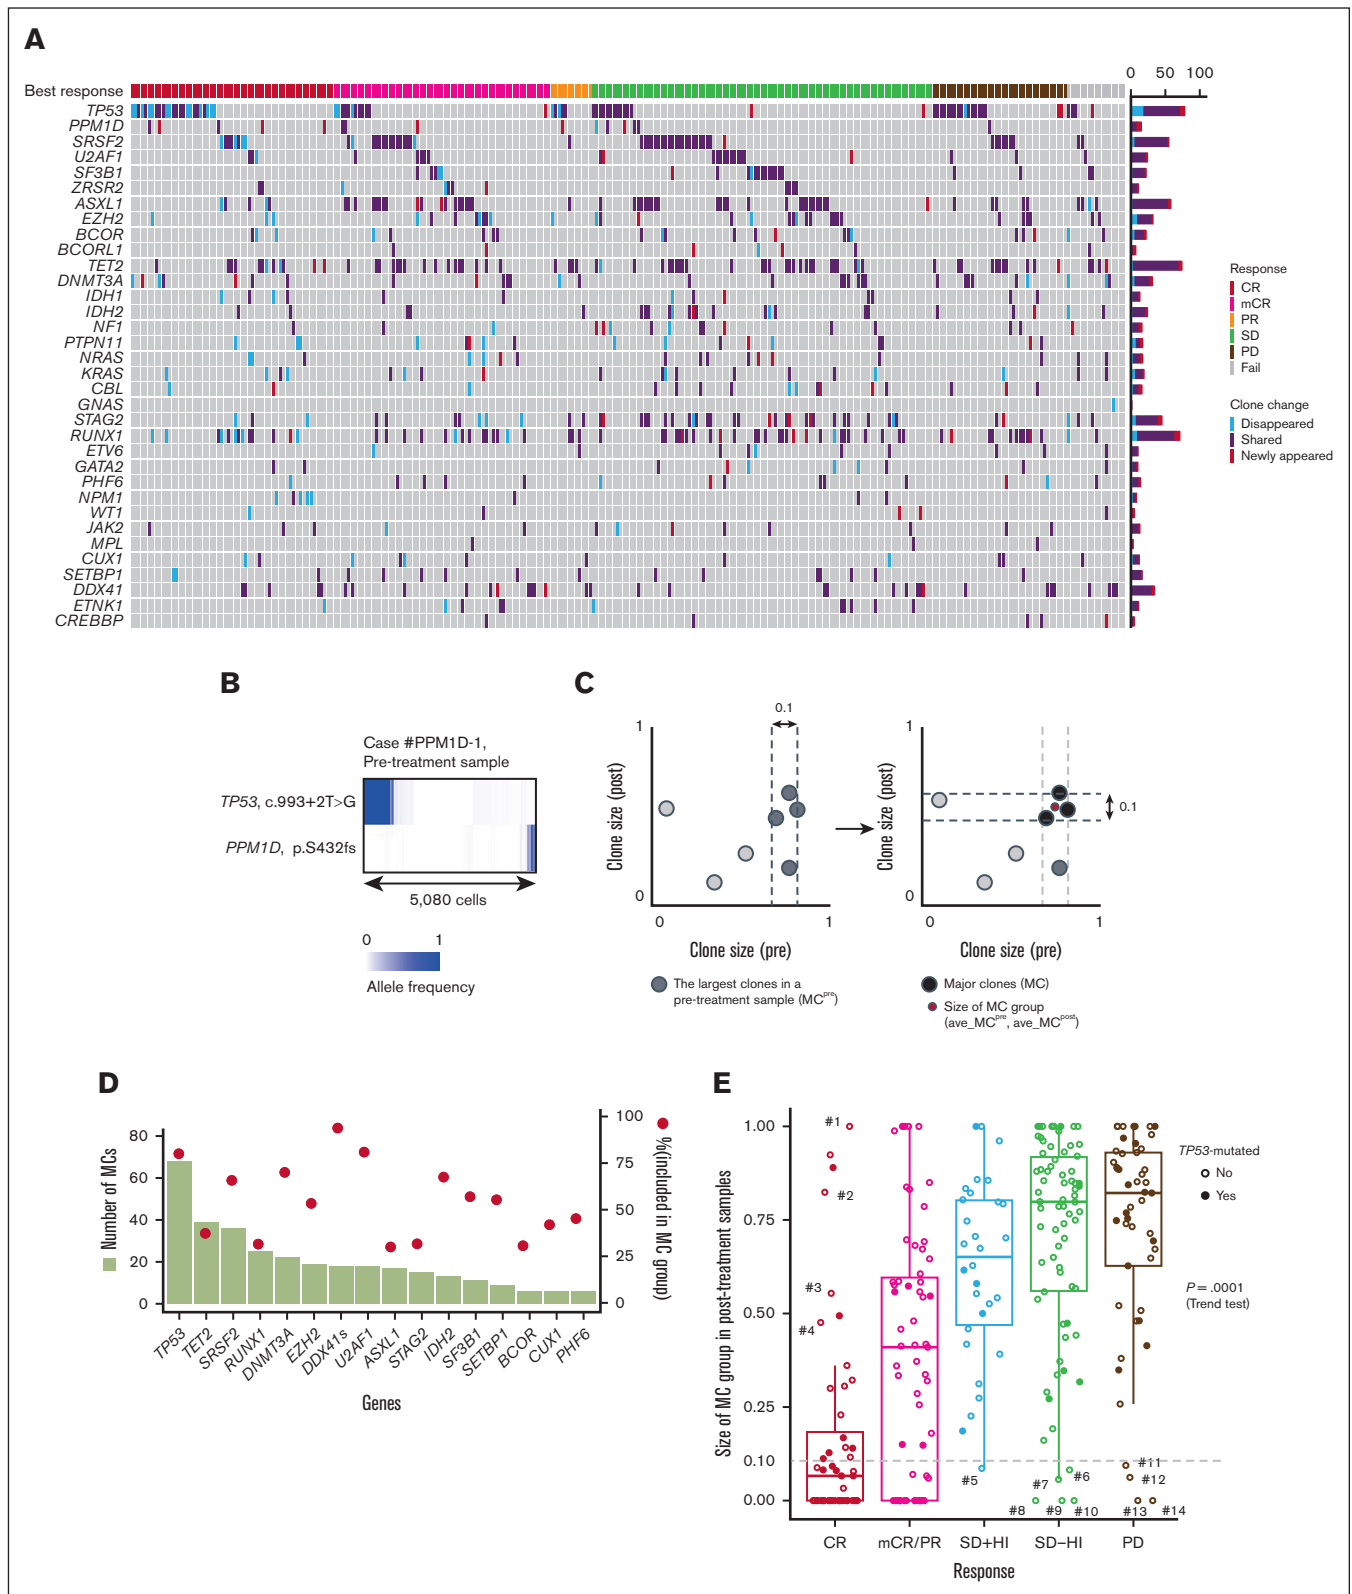 A
0 50 100
Best response
TP53
PPM1D
SRSF2
U2AF1
SF3B1
ZRSR2
ASXL1
EZH2
BCOR
BCORL1
TET2
DNMT3A
IDH1
IDH2
NF1
PTPN11
NRAS
KRAS
CBL
GNAS
STAG2
RUNX1
ETV6
GATA2
PHF6
NPM1
WT1
JAK2
MPL
CUX1
SETBP1
DDX41
ETNK1
CREBBP
Response
CR
mCR
PR
SD
PD
Fail
Clone change
Disappeared
Shared
Newly appeared
B
Case #PPM1D-1,
Pre-treatment sample
TP53, c.993+2T>G
PPM1D, p.S432fs
5,080 cells
0 1
Allele frequency
C
0.1
1
Clone size (post)
0
0 1
Clone size (pre)
The largest clones in a
pre-treatment sample (MCpre)
1
Clone size (post)
0.1
0
0 1
Clone size (pre)
Major clones (MC)
Size of MC group
(ave_MCpre, ave_MCpost)
D
Number of MCs
80
60
40
20
0
100
75
50
25
0
%(included in MC group)
TP53
TET2
SRSF2
RUNX1
DNMT3A
EZH2
DDX41s
U2AF1
ASXL1
STAG2
IDH2
SF3B1
SETBP1
BCOR
CUX1
PHF6
Genes
E
Size of MC group in post-treatment samples
1.00
0.75
0.50
0.25
0.10
0.00
#1
#2
#3
#4
#5
#6
#7
#8 #9 #10
#11
#12
#13 #14
CR mCR/PR SD+HI SD−HI PD
Response
TP53-mutated
No
Yes
P = .0001
(Trend test)